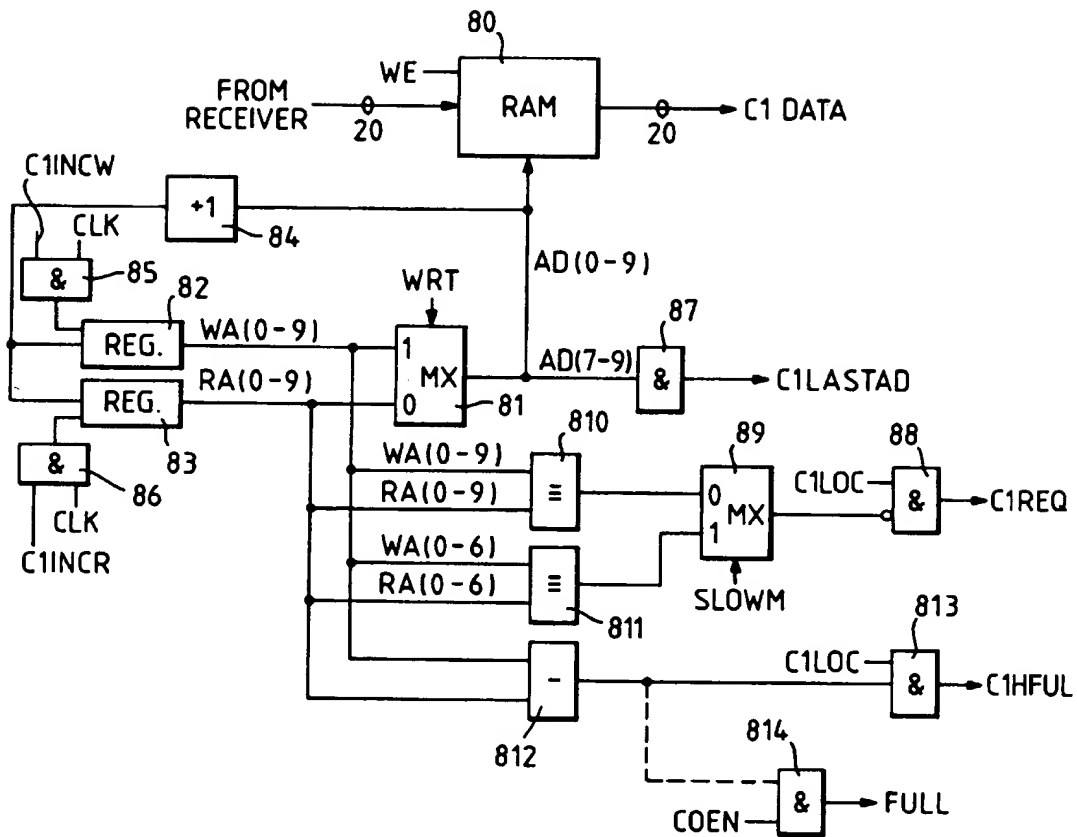 80
WE
FROM
RECEIVER
20
RAM
20
C1 DATA
C1INCW
CLK
+1
84
AD(0-9)
&
85
82
WRT
87
REG.
WA(0-9)
1
MX
0
81
AD(7-9)
&
C1LASTAD
REG.
RA(0-9)
83
&
86
CLK
C1INCR
810
WA(0-9)
RA(0-9)
≡
89
0
MX
1
SLOWM
88
C1LOC
&
C1REQ
WA(0-6)
RA(0-6)
≡
811
813
C1LOC
&
C1HFUL
-
812
814
&
COEN
FULL